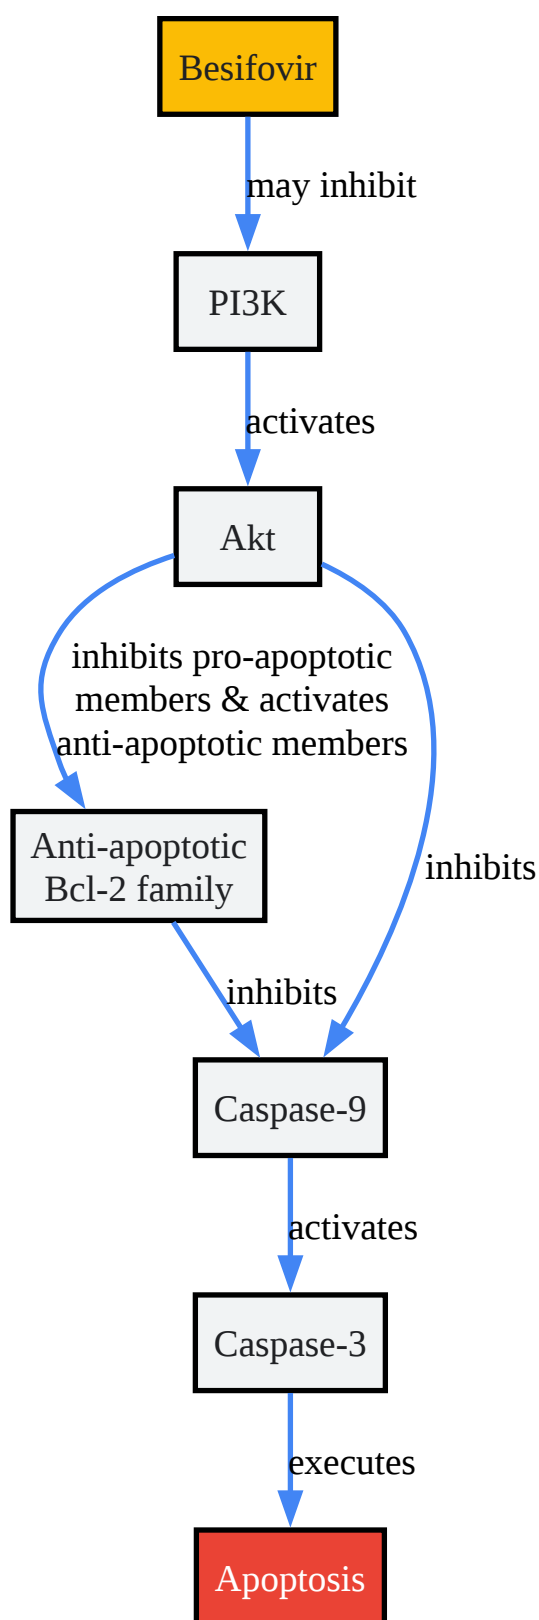 Besifovir
may inhibit
PI3K
activates
Akt
inhibits pro-apoptotic
members & activates
anti-apoptotic members
Anti-apoptotic
Bcl-2 family
inhibits
inhibits
Caspase-9
activates
Caspase-3
executes
Apoptosis